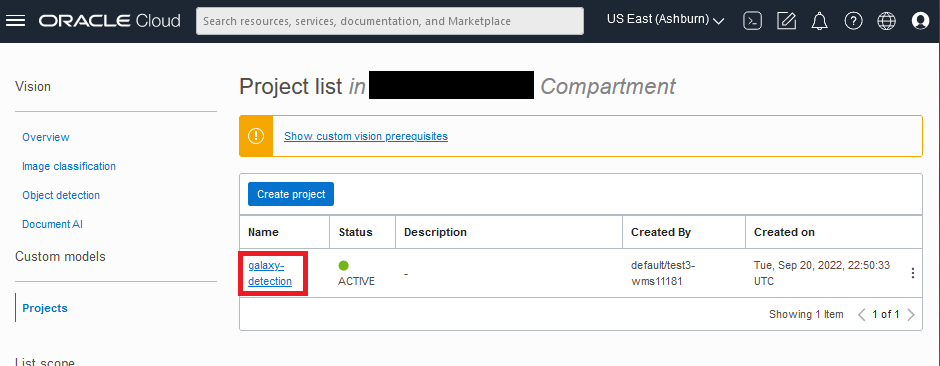 ORACLE Cloud
Search resources, services, documentation, and Marketplace
US East (Ashburn)
Vision
Overview
Image classification
Object detection
Document AI
Custom models
Projects
List scope
Project list in Compartment
Show custom vision prerequisites
Create project
Name Status Description Created By Created on
galaxy-
detection
ACTIVE
-
default/test3-
wms11181
Tue, Sep 20, 2022, 22:50:33
UTC
Showing 1 Item 1 of 1